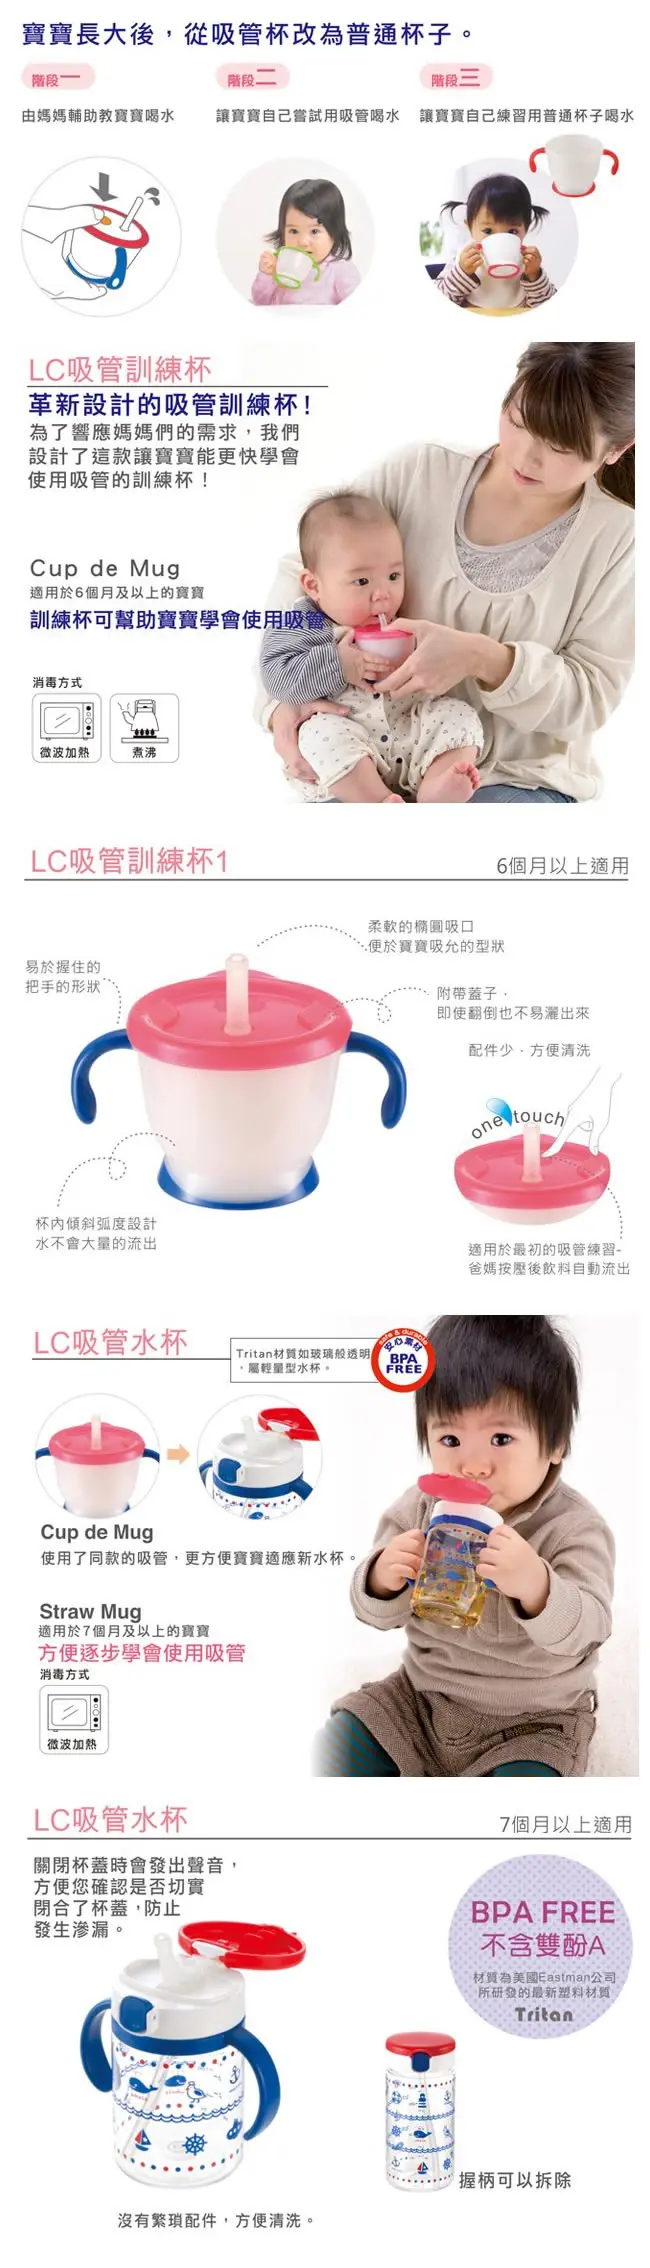 寶寶長大後，從吸管杯改為普通杯子。
階段一
階段二
階段三
由媽媽輔助教寶寶喝水
讓寶寶自己嘗試用吸管喝水
讓寶寶自己練習用普通杯子喝水
LC吸管訓練杯
革新設計的吸管訓練杯!
為了響應媽媽們的需求，我們
設計了這款讓寶寶能更快學會
使用吸管的訓練杯！
Cup de Mug
適用於6個月及以上的寶寶
訓練杯可幫助寶寶學會使用吸管
消毒方式
微波加熱
煮沸
LC吸管訓練杯1
6個月以上適用
柔軟的橢圓吸口
便於寶寶吸允的型狀
易於握住的
把手的形狀
附帶蓋子，
即使翻倒也不易灑出來
配件少，方便清洗
one touch
杯內傾斜弧度設計
水不會大量的流出
適用於最初的吸管練習-
爸媽按壓後飲料自動流出
LC吸管水杯
Tritan材質如玻璃般透明
，屬輕量型水杯。
safe & durable
安心素材
BPA
FREE
Cup de Mug
使用了同款的吸管，更方便寶寶適應新水杯。
Straw Mug
適用於7個月及以上的寶寶
方便逐步學會使用吸管
消毒方式
微波加熱
LC吸管水杯
7個月以上適用
關閉杯蓋時會發出聲音，
方便您確認是否切實
閉合了杯蓋，防止
發生滲漏。
BPA FREE
不含雙酚A
材質為美國Eastman公司
所研發的最新塑料材質
Tritan
握柄可以拆除
沒有繁瑣配件，方便清洗。